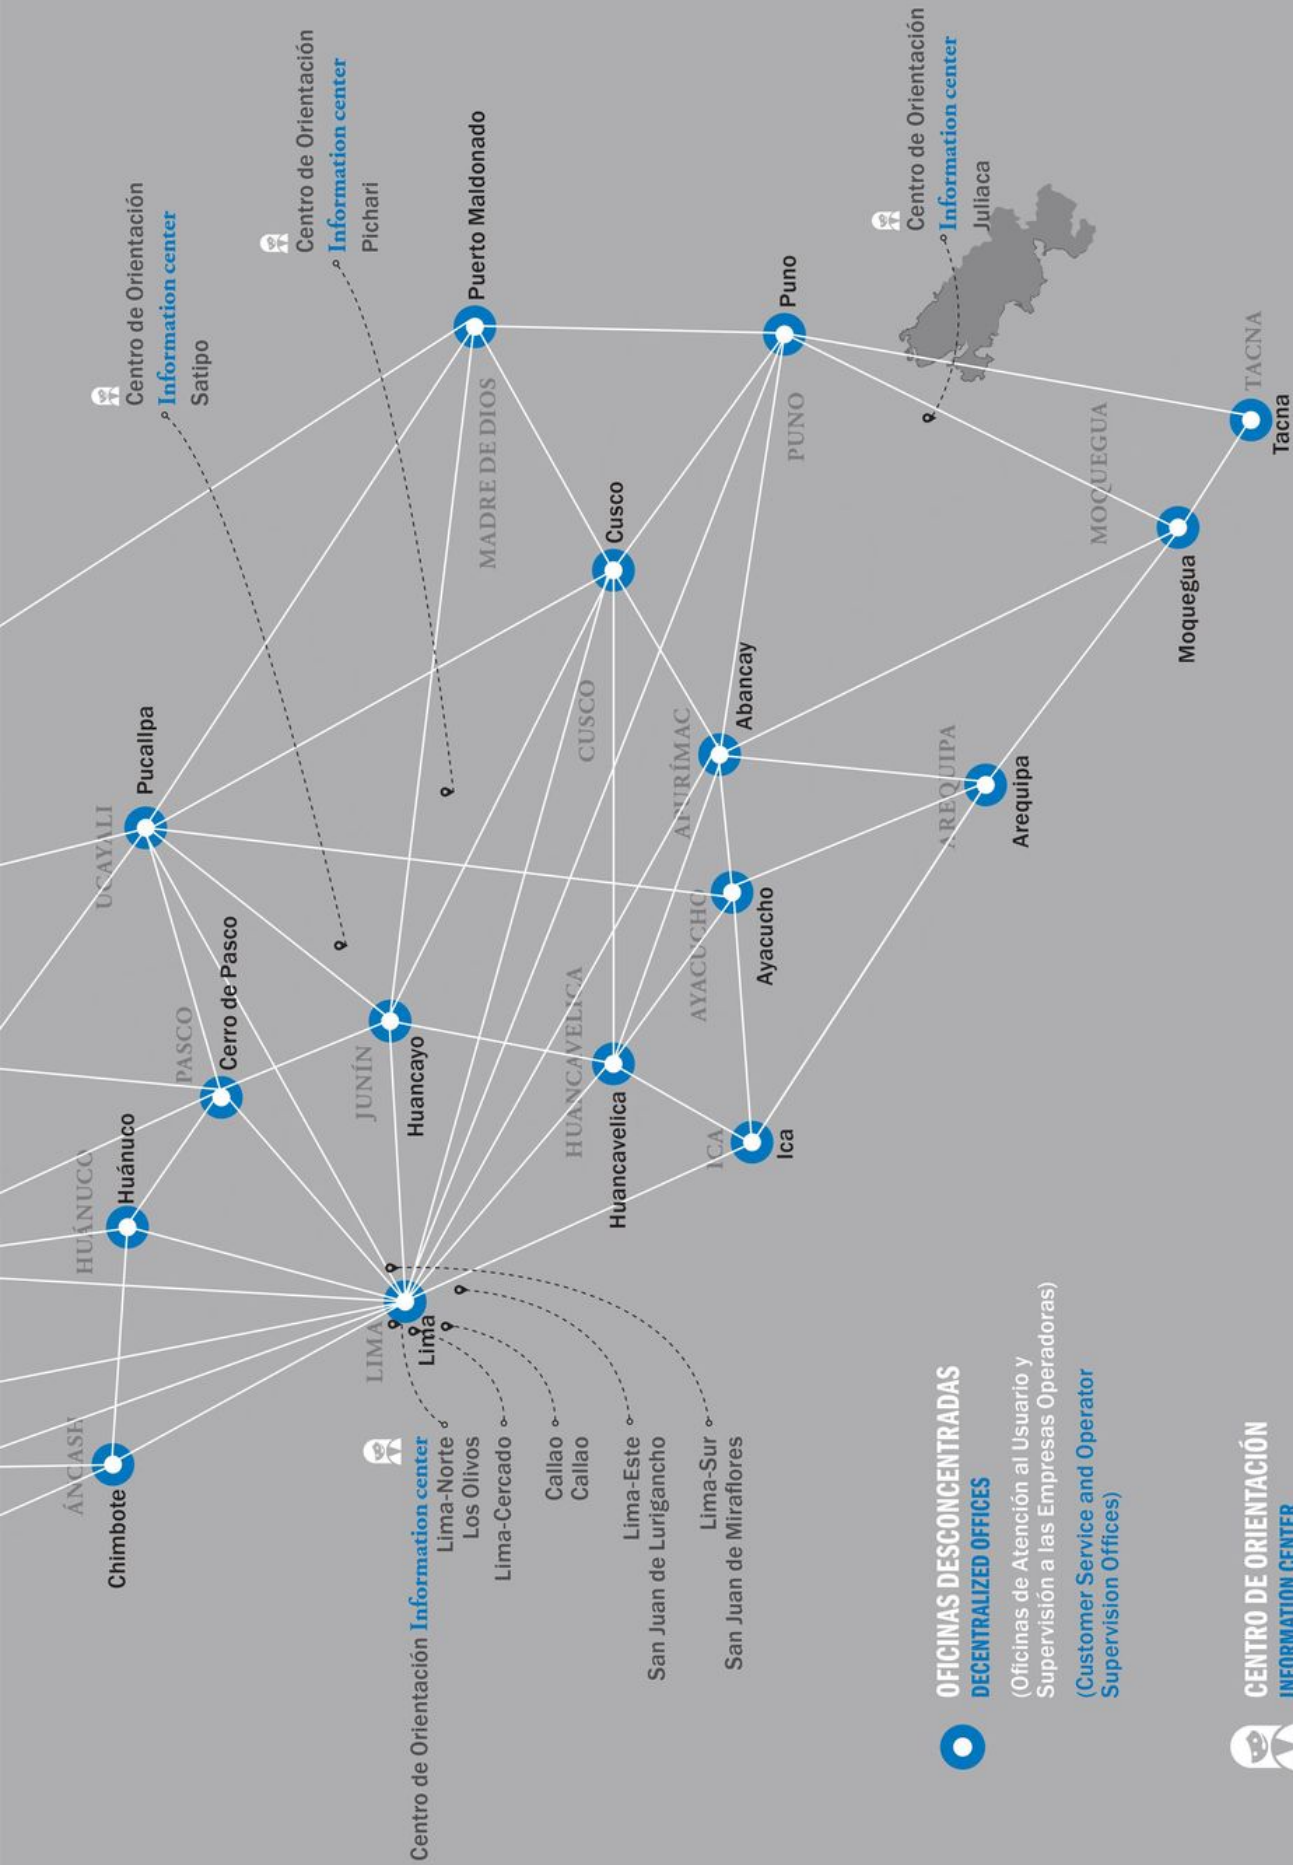 ÁNCASH
Chimbote
HUÁNUCO
Huánuco
PASCO
Cerro de Pasco
UCAYALI
Pucallpa
Centro de Orientación
Information center
Satipo
Centro de Orientación
Information center
Pichari
LIMA
Lima
JUNÍN
Huancayo
MADRE DE DIOS
Puerto Maldonado
Centro de Orientación Information center
Lima-Norte
Los Olivos
Lima-Cercado
Callao
Callao
Lima-Este
San Juan de Lurigancho
Lima-Sur
San Juan de Miraflores
HUANCAVELICA
Huancavelica
CUSCO
Cusco
ICA
Ica
AYACUCHO
Ayacucho
APURÍMAC
Abancay
PUNO
Puno
Centro de Orientación
Information center
Juliaca
AREQUIPA
Arequipa
MOQUEGUA
Moquegua
TACNA
Tacna
OFICINAS DESCONCENTRADAS
DECENTRALIZED OFFICES
(Oficinas de Atención al Usuario y
Supervisión a las Empresas Operadoras)
(Customer Service and Operator
Supervision Offices)
CENTRO DE ORIENTACIÓN
INFORMATION CENTER